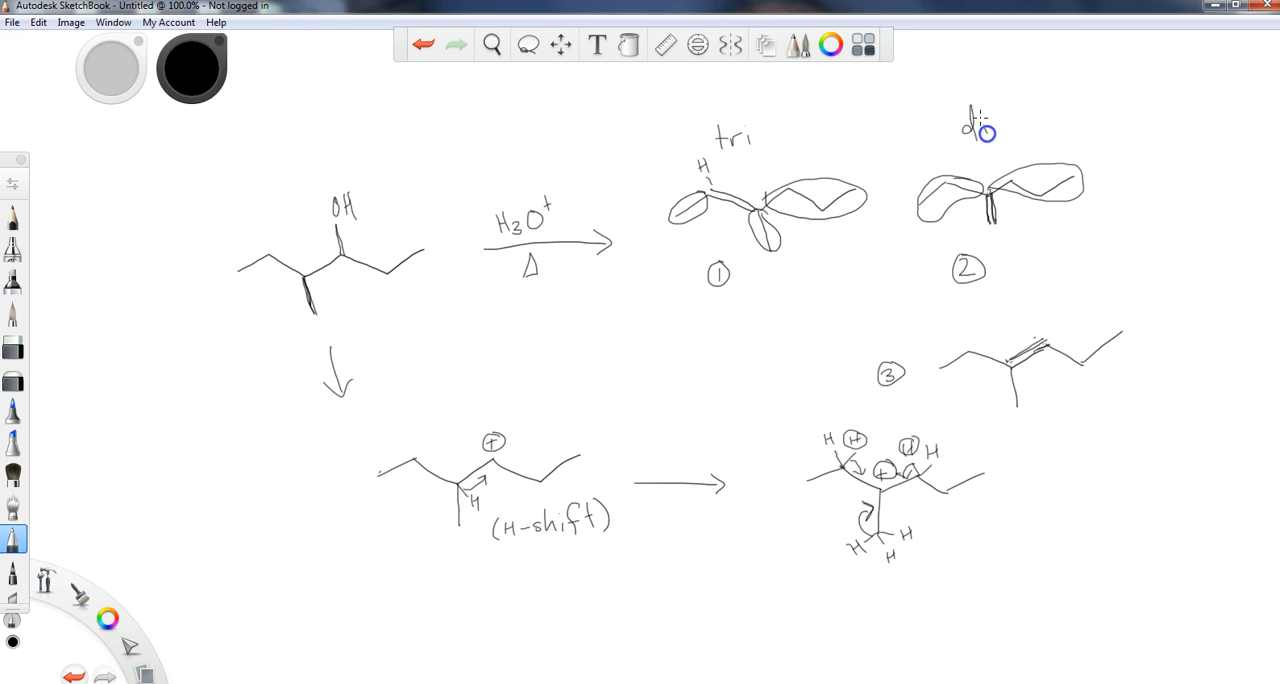 Autodesk SketchBook - Untitled @ 100.0% - Not logged in
File Edit Image Window My Account Help
tri
di
H
OH
H3O+
Δ
1
2
3
+
H
(H-shift)
H H H H
+
H H
H